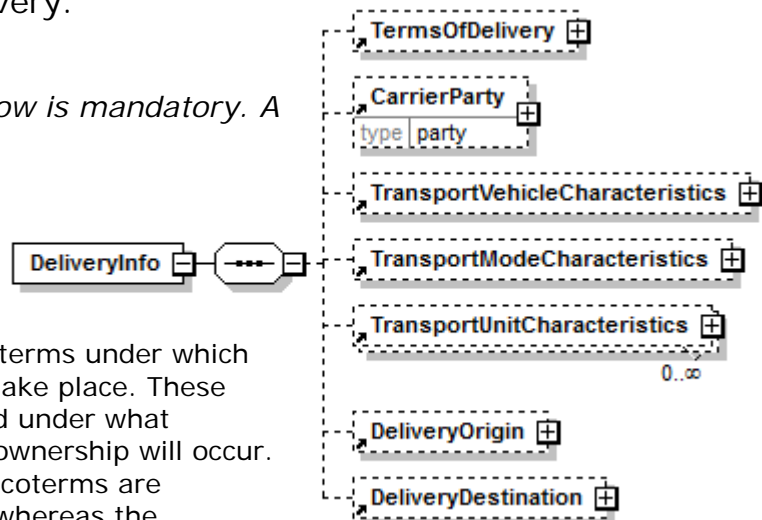 very.
ow is mandatory. A
terms under which
ake place. These
d under what
ownership will occur.
coterms are
whereas the
DeliveryInfo
TermsOfDelivery
CarrierParty
type party
TransportVehicleCharacteristics
TransportModeCharacteristics
TransportUnitCharacteristics
0..∞
DeliveryOrigin
DeliveryDestination